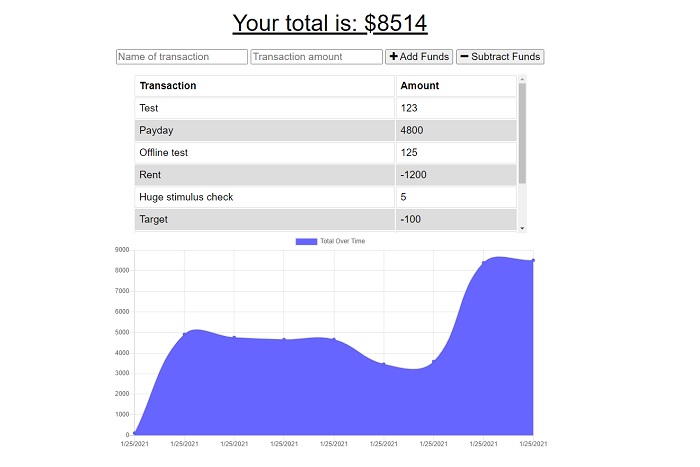 Your total is: $8514
Name of transaction Transaction amount + Add Funds − Subtract Funds
Transaction Amount
Test 123
Payday 4800
Offline test 125
Rent -1200
Huge stimulus check 5
Target -100
Total Over Time
9000
8000
7000
6000
5000
4000
3000
2000
1000
0
1/25/2021 1/25/2021 1/25/2021 1/25/2021 1/25/2021 1/25/2021 1/25/2021 1/25/2021 1/25/2021